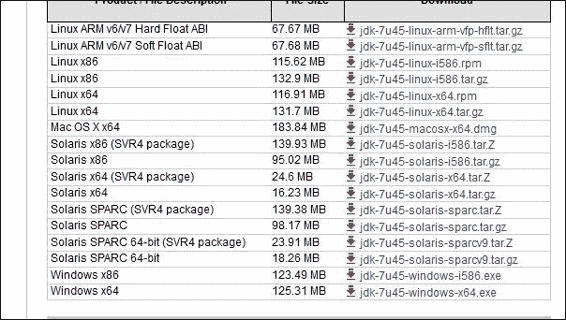 Product / File Description File Size Download
Linux ARM v6/v7 Hard Float ABI 67.67 MB jdk-7u45-linux-arm-vfp-hflt.tar.gz
Linux ARM v6/v7 Soft Float ABI 67.68 MB jdk-7u45-linux-arm-vfp-sflt.tar.gz
Linux x86 115.62 MB jdk-7u45-linux-i586.rpm
Linux x86 132.9 MB jdk-7u45-linux-i586.tar.gz
Linux x64 116.91 MB jdk-7u45-linux-x64.rpm
Linux x64 131.7 MB jdk-7u45-linux-x64.tar.gz
Mac OS X x64 183.84 MB jdk-7u45-macosx-x64.dmg
Solaris x86 (SVR4 package) 139.93 MB jdk-7u45-solaris-i586.tar.Z
Solaris x86 95.02 MB jdk-7u45-solaris-i586.tar.gz
Solaris x64 (SVR4 package) 24.6 MB jdk-7u45-solaris-x64.tar.Z
Solaris x64 16.23 MB jdk-7u45-solaris-x64.tar.gz
Solaris SPARC (SVR4 package) 139.38 MB jdk-7u45-solaris-sparc.tar.Z
Solaris SPARC 98.17 MB jdk-7u45-solaris-sparc.tar.gz
Solaris SPARC 64-bit (SVR4 package) 23.91 MB jdk-7u45-solaris-sparcv9.tar.Z
Solaris SPARC 64-bit 18.26 MB jdk-7u45-solaris-sparcv9.tar.gz
Windows x86 123.49 MB jdk-7u45-windows-i586.exe
Windows x64 125.31 MB jdk-7u45-windows-x64.exe